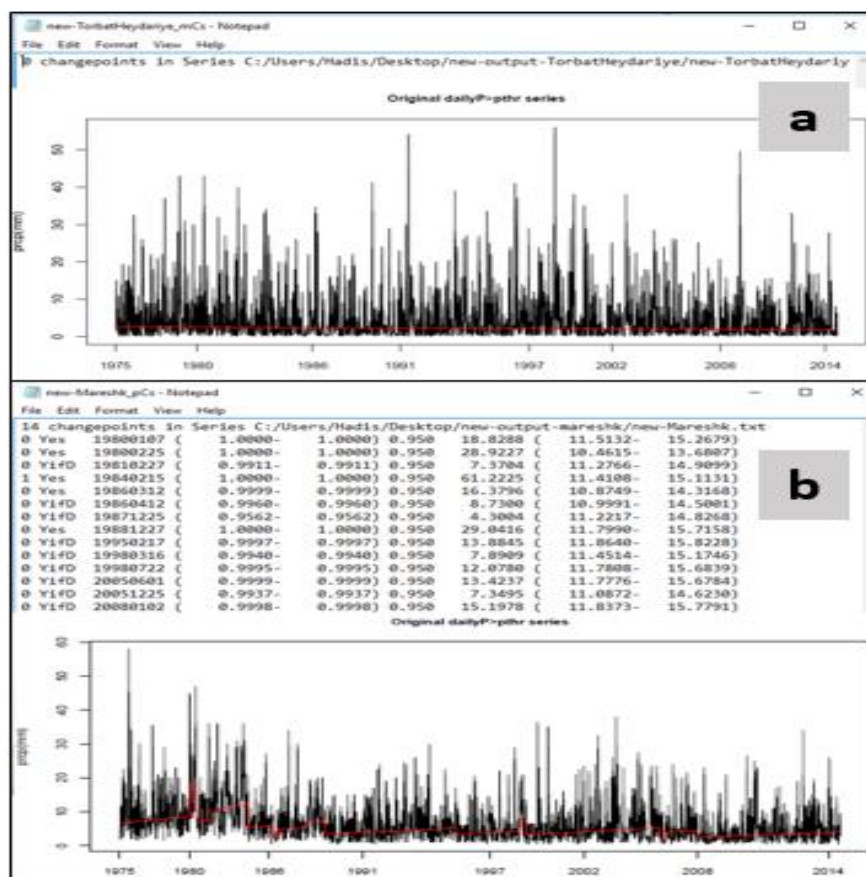 new-TorbatHeydariye_mCs - Notepad
File Edit Format View Help
0 changepoints in Series C:/Users/Hadis/Desktop/new-output-TorbatHeydariye/new-TorbatHeydariy
Original dailyP>pthr series
a
prcp(mm)
50
40
30
20
10
0
1975 1980 1986 1991 1997 2002 2008 2014
new-Mareshk_pCs - Notepad
File Edit Format View Help
14 changepoints in Series C:/Users/Hadis/Desktop/new-output-mareshk/new-Mareshk.txt
0 Yes 19800107 ( 1.0000- 1.0000) 0.950 18.8288 ( 11.5132- 15.2679)
0 Yes 19800225 ( 1.0000- 1.0000) 0.950 28.9227 ( 10.4615- 13.6807)
0 YifD 19810227 ( 0.9911- 0.9911) 0.950 7.3704 ( 11.2766- 14.9099)
1 Yes 19840215 ( 1.0000- 1.0000) 0.950 61.2225 ( 11.4108- 15.1131)
0 Yes 19860312 ( 0.9999- 0.9999) 0.950 16.3796 ( 10.8749- 14.3168)
0 YifD 19860412 ( 0.9960- 0.9960) 0.950 8.7300 ( 10.9991- 14.5001)
0 YifD 19871225 ( 0.9562- 0.9562) 0.950 4.3004 ( 11.2217- 14.8268)
0 Yes 19881227 ( 1.0000- 1.0000) 0.950 29.0416 ( 11.7990- 15.7158)
0 YifD 19950217 ( 0.9997- 0.9997) 0.950 13.8845 ( 11.8640- 15.8228)
0 YifD 19980316 ( 0.9940- 0.9940) 0.950 7.8909 ( 11.4514- 15.1746)
0 YifD 19980722 ( 0.9995- 0.9995) 0.950 12.0780 ( 11.7808- 15.6839)
0 YifD 20050601 ( 0.9999- 0.9999) 0.950 13.4237 ( 11.7776- 15.6784)
0 YifD 20051225 ( 0.9937- 0.9937) 0.950 7.3495 ( 11.0872- 14.6230)
0 YifD 20080102 ( 0.9998- 0.9998) 0.950 15.1978 ( 11.8373- 15.7791)
b
Original dailyP>pthr series
prcp(mm)
60
50
40
30
20
10
0
1975 1980 1986 1991 1997 2002 2008 2014